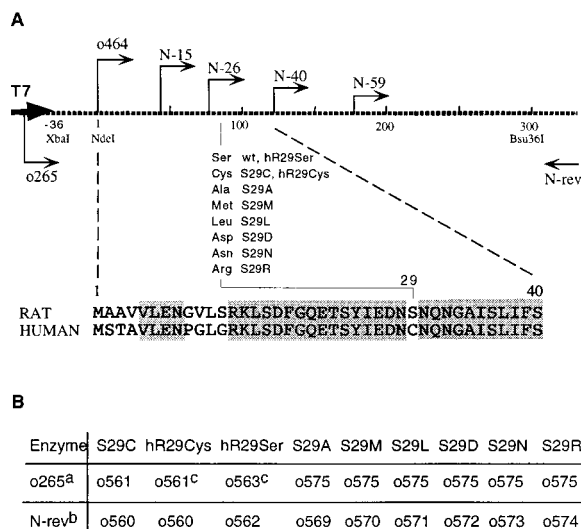 A
o464
N-15
N-26
N-40
N-59
T7
-36
100
200
300
XbaI
NdeI
Bsu36I
o265
N-rev
Ser wt, hR29Ser
Cys S29C, hR29Cys
Ala S29A
Met S29M
Leu S29L
Asp S29D
Asn S29N
Arg S29R
1
29
40
RAT MAAVVLENGVLSRKLSDFGQETSYIEDNSNQNGAISLIFS
HUMAN MSTAVLENPGLGRKLSDFGQETSYIEDNCNQNGAISLIFS
B
Enzyme S29C hR29Cys hR29Ser S29A S29M S29L S29D S29N S29R
o265a o561 o561c o563c o575 o575 o575 o575 o575 o575
N-revb o560 o560 o562 o569 o570 o571 o572 o573 o574